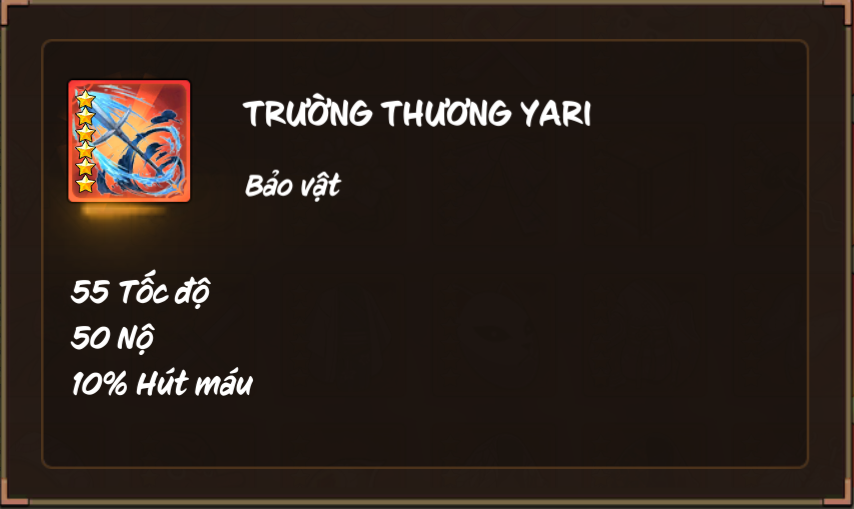 TRƯỜNG THƯƠNG YARI
Bảo vật
55 Tốc độ
50 Nộ
10% Hút máu